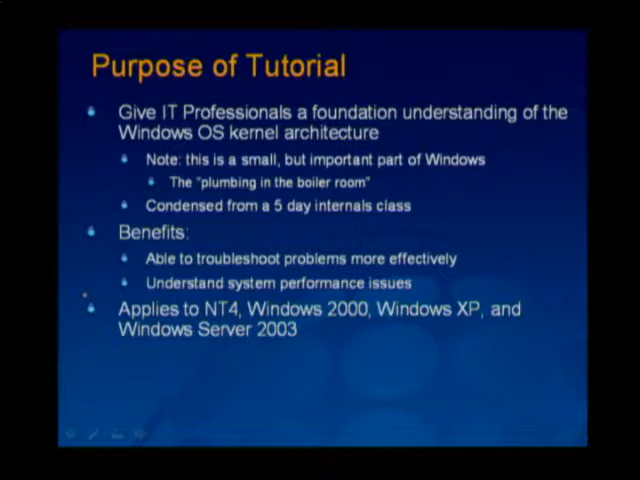 Purpose of Tutorial
Give IT Professionals a foundation understanding of the
Windows OS kernel architecture
Note: this is a small, but important part of Windows
The "plumbing in the boiler room"
Condensed from a 5 day internals class
Benefits:
Able to troubleshoot problems more effectively
Understand system performance issues
Applies to NT4, Windows 2000, Windows XP, and
Windows Server 2003